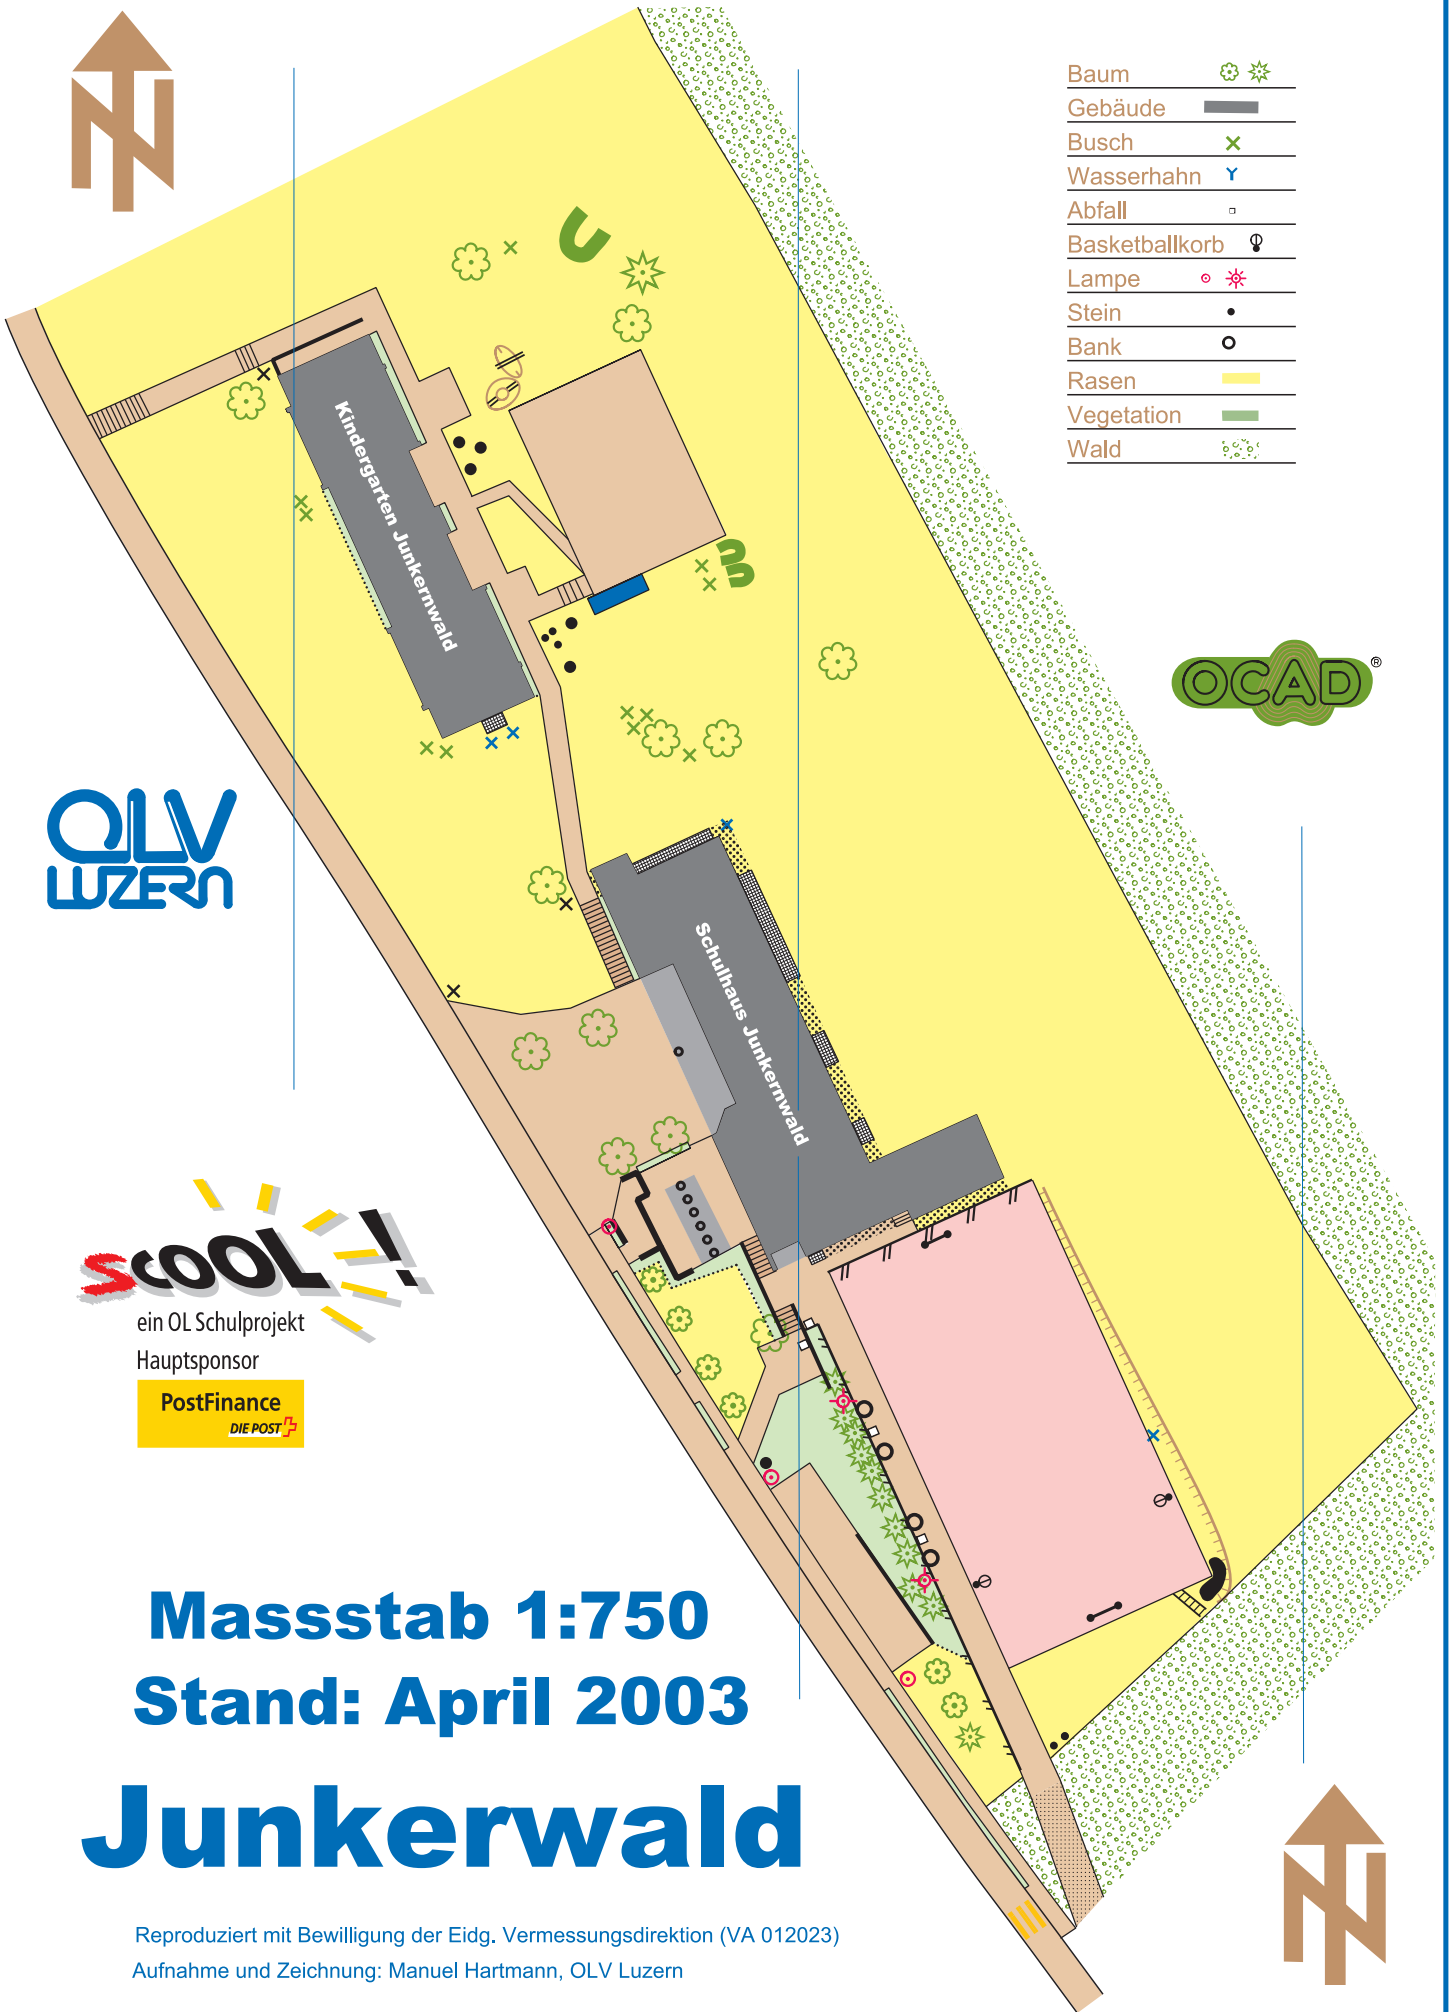 N
Baum
Gebäude
Busch
Wasserhahn
Abfall
Basketballkorb
Lampe
Stein
Bank
Rasen
Vegetation
Wald
Kindergarten Junkernwald
OCAD®
OLV
LUZERN
Schulhaus Junkernwald
sCOOL!
ein OL Schulprojekt
Hauptsponsor
PostFinance
DIE POST
Massstab 1:750
Stand: April 2003
Junkerwald
N
Reproduziert mit Bewilligung der Eidg. Vermessungsdirektion (VA 012023)
Aufnahme und Zeichnung: Manuel Hartmann, OLV Luzern